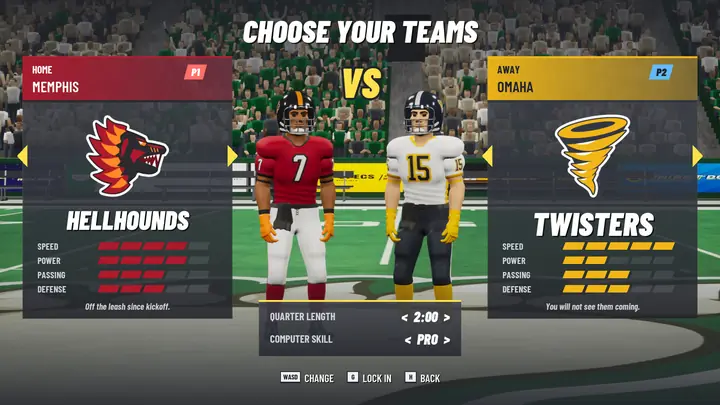 CHOOSE YOUR TEAMS
HOME
P1
MEMPHIS
VS
AWAY
P2
OMAHA
7
7
15
15
HELLHOUNDS
SPEED
POWER
PASSING
DEFENSE
Off the leash since kickoff.
TWISTERS
SPEED
POWER
PASSING
DEFENSE
You will not see them coming.
QUARTER LENGTH < 2:00 >
COMPUTER SKILL < PRO >
WASD CHANGE G LOCK IN H BACK